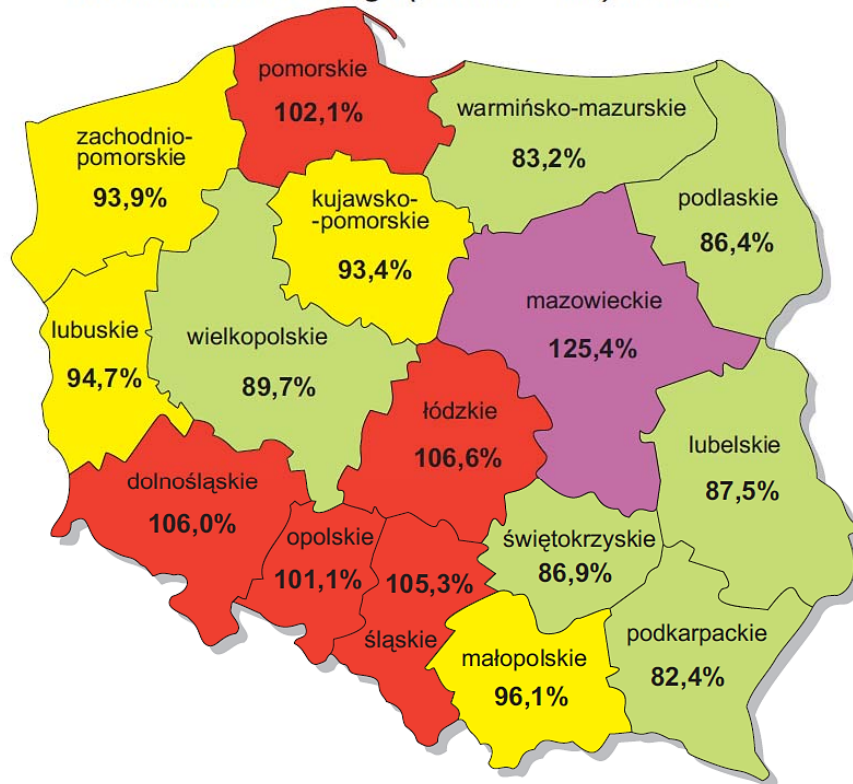 pomorskie
102,1%
warmińsko-mazurskie
83,2%
zachodnio-
pomorskie
93,9%
kujawsko-
-pomorskie
93,4%
podlaskie
86,4%
mazowieckie
125,4%
lubuskie
94,7%
wielkopolskie
89,7%
łódzkie
106,6%
lubelskie
87,5%
dolnośląskie
106,0%
opolskie
101,1%
105,3%
śląskie
świętokrzyskie
86,9%
małopolskie
96,1%
podkarpackie
82,4%